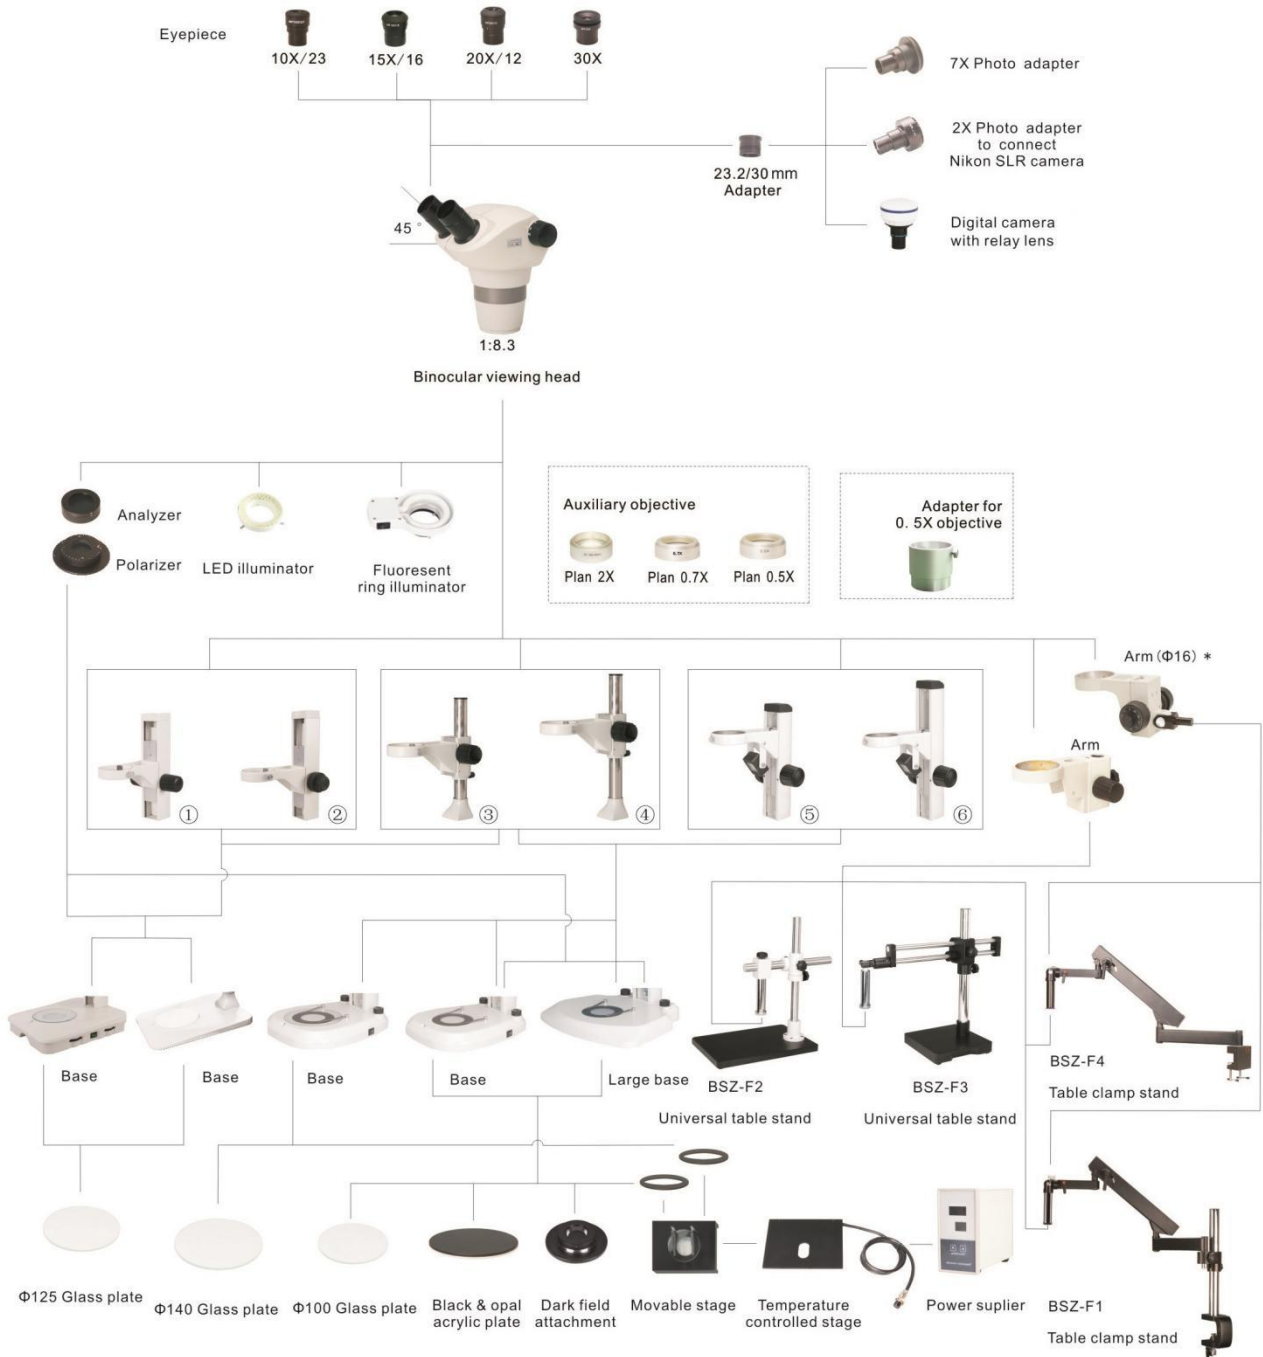 Eyepiece
10X/23
15X/16
20X/12
30X
7X Photo adapter
2X Photo adapter
to connect
Nikon SLR camera
23.2/30 mm
Adapter
Digital camera
with relay lens
45°
1:8.3
Binocular viewing head
Analyzer
Polarizer
LED illuminator
Fluoresent
ring illuminator
Auxiliary objective
Plan 2X
Plan 0.7X
Plan 0.5X
Adapter for
0. 5X objective
Arm (Φ16) *
Arm
①
②
③
④
⑤
⑥
Base
Base
Base
Base
Large base
BSZ-F2
Universal table stand
BSZ-F3
Universal table stand
BSZ-F4
Table clamp stand
Φ125 Glass plate
Φ140 Glass plate
Φ100 Glass plate
Black & opal
acrylic plate
Dark field
attachment
Movable stage
Temperature
controlled stage
Power suplier
BSZ-F1
Table clamp stand